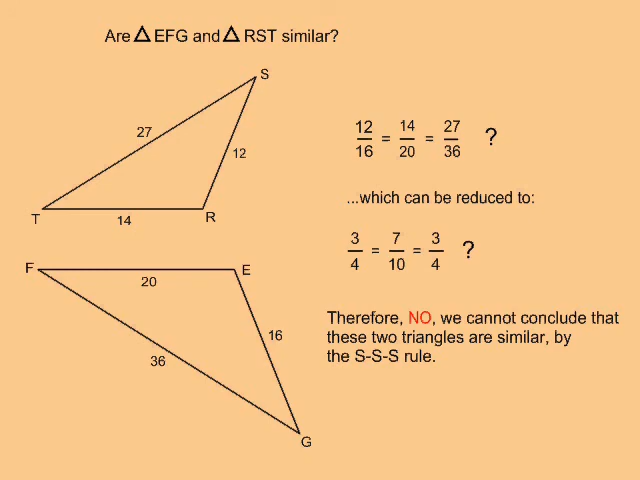 Are △ EFG and △ RST similar?
S
27
12
T
14
R
12/16 = 14/20 = 27/36 ?
...which can be reduced to:
3/4 = 7/10 = 3/4 ?
F
E
20
16
36
G
Therefore, NO, we cannot conclude that
these two triangles are similar, by
the S-S-S rule.